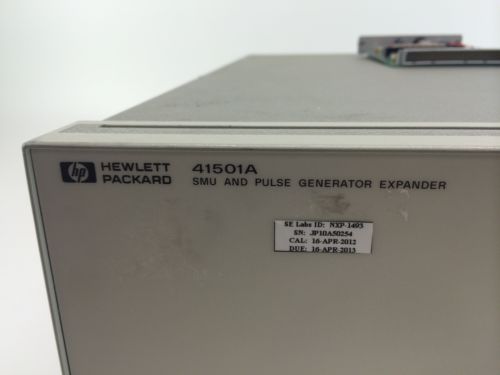 hp HEWLETT PACKARD
41501A
SMU AND PULSE GENERATOR EXPANDER
SE Labs ID: NXP-1493
SN: JP10A50254
CAL: 16-APR-2012
DUE: 16-APR-2013